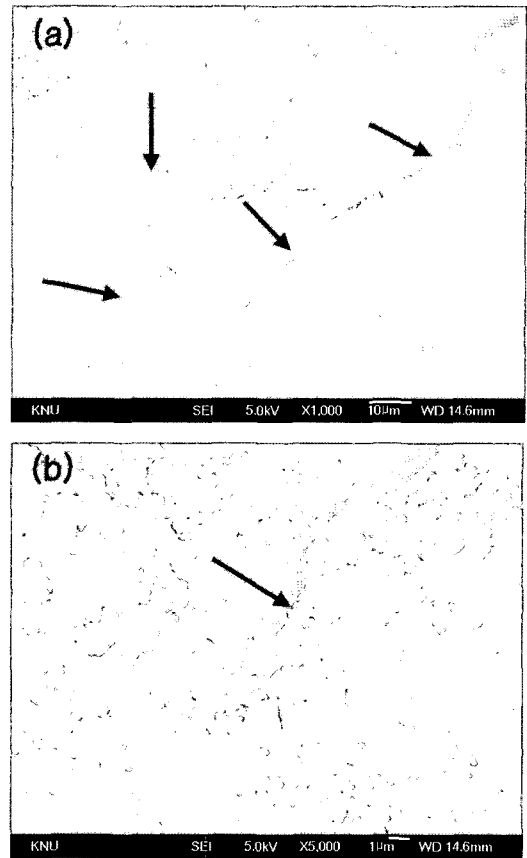 (a)
KNU SEI 5.0kV X1,000 10µm WD 14.6mm
(b)
KNU SEI 5.0kV X5,000 1µm WD 14.6mm